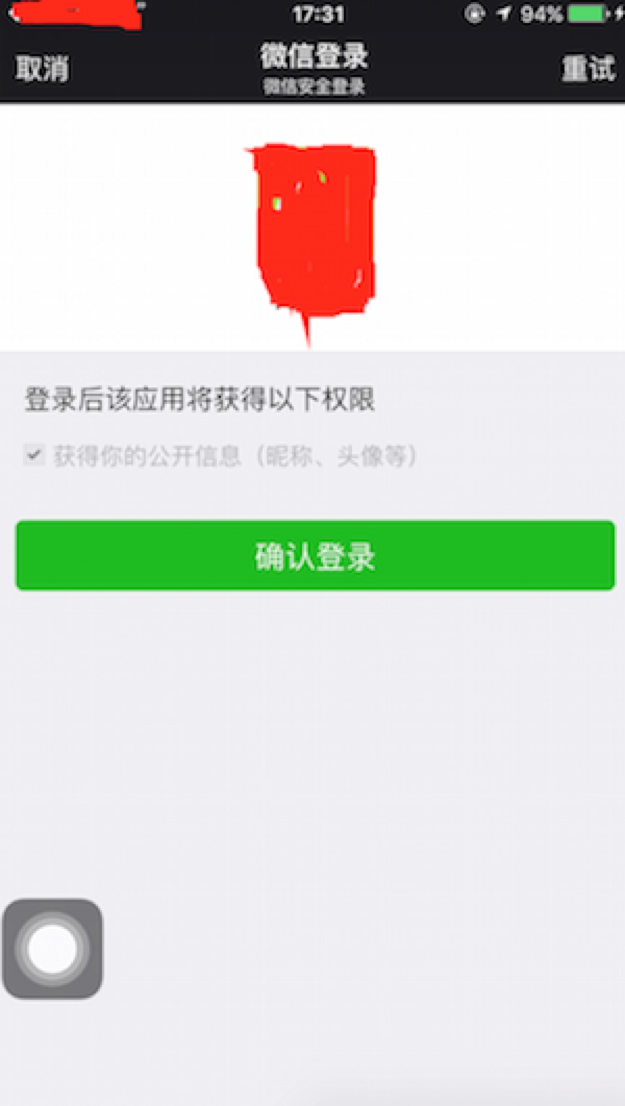 17:31
94%
取消
微信登录
重试
微信安全登录
登录后该应用将获得以下权限
获得你的公开信息（昵称、头像等）
确认登录